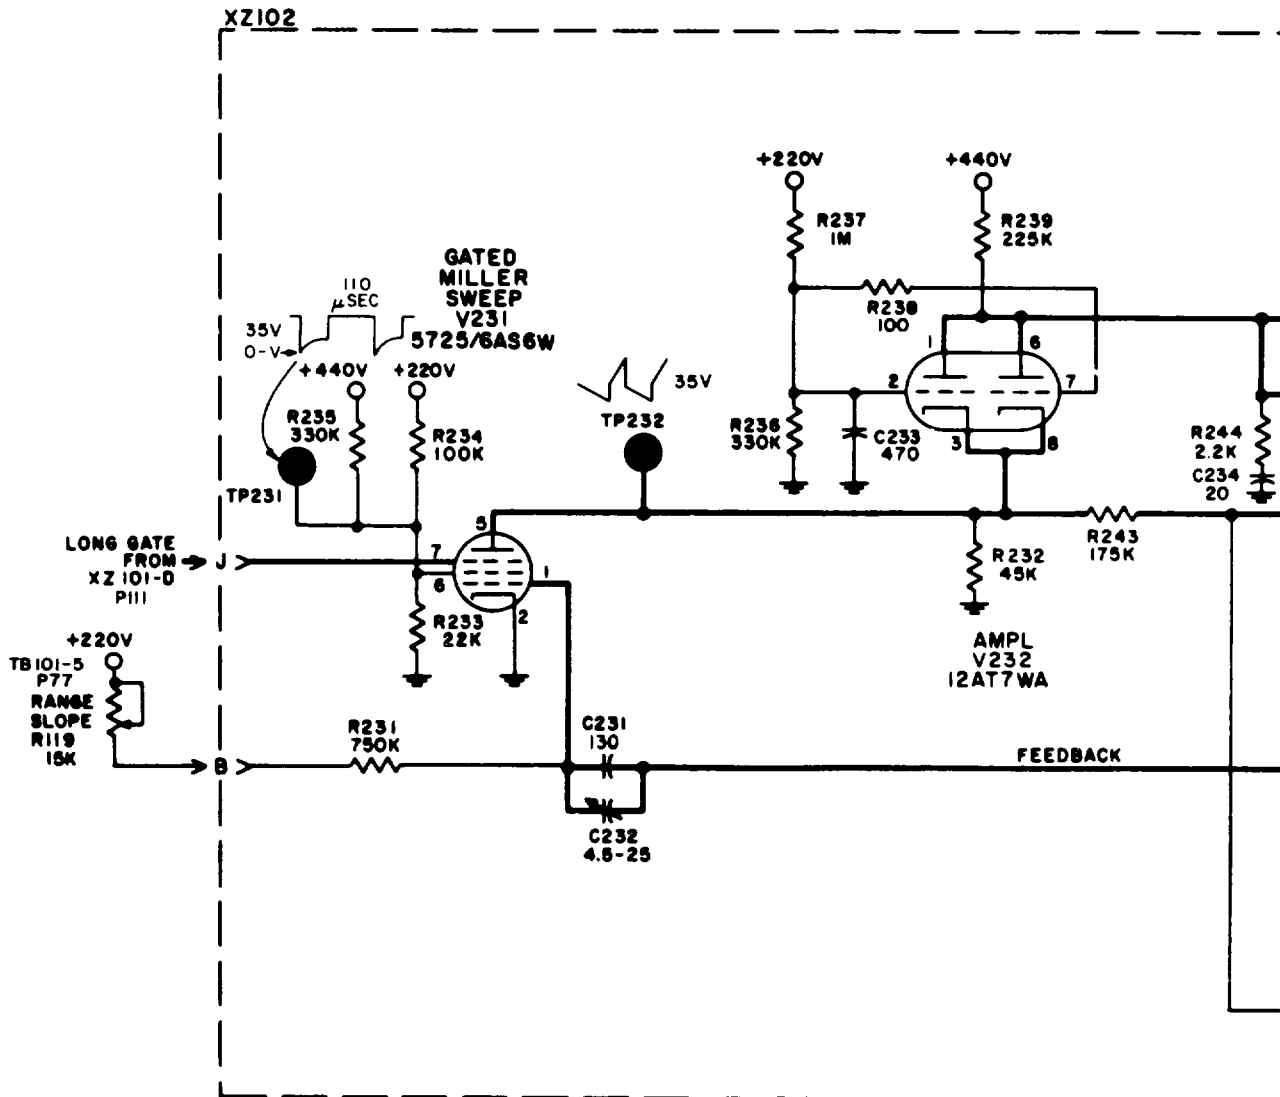 XZ102
+220V
+440V
R237
1M
R239
225K
GATED
MILLER
SWEEP
V231
5725/6AS6W
110
μSEC
35V
0-V
R238
100
1
6
2
7
3
8
+440V
+220V
35V
TP232
R235
330K
R234
100K
R236
330K
C233
470
R244
2.2K
C234
20
TP231
5
LONG GATE
FROM
XZ101-D
P111
J
7
6
1
2
R243
175K
R232
45K
R233
22K
AMPL
V232
12AT7WA
+220V
TB101-5
P77
RANGE
SLOPE
R119
15K
B
R231
750K
C231
130
FEEDBACK
C232
4.5-25